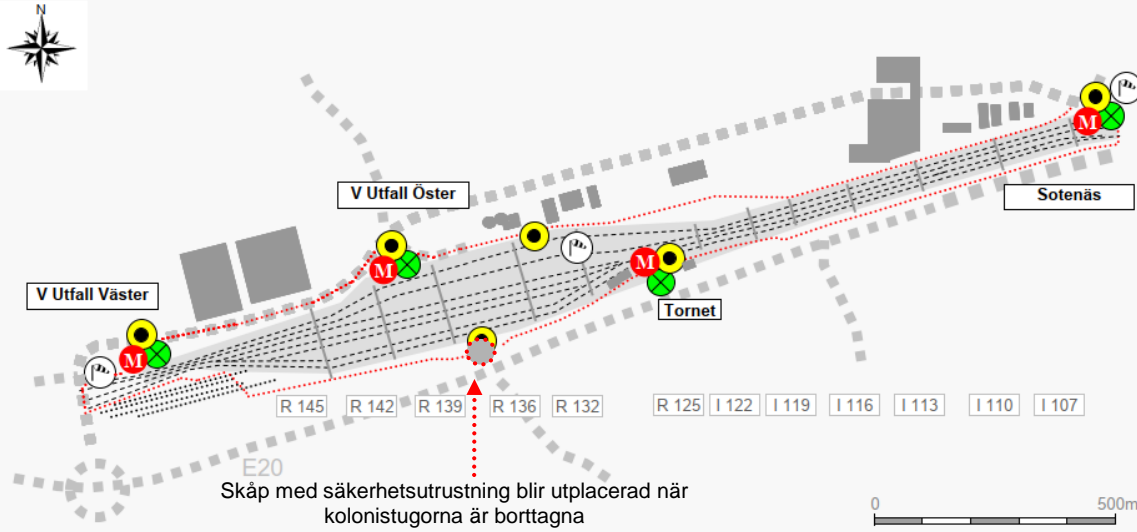 N
V Utfall Öster
Sotenäs
V Utfall Väster
M
M
M
M
Tornet
R 145 R 142 R 139 R 136 R 132 R 125 I 122 I 119 I 116 I 113 I 110 I 107
E20
Skåp med säkerhetsutrustning blir utplacerad när
kolonistugorna är borttagna
0 500m